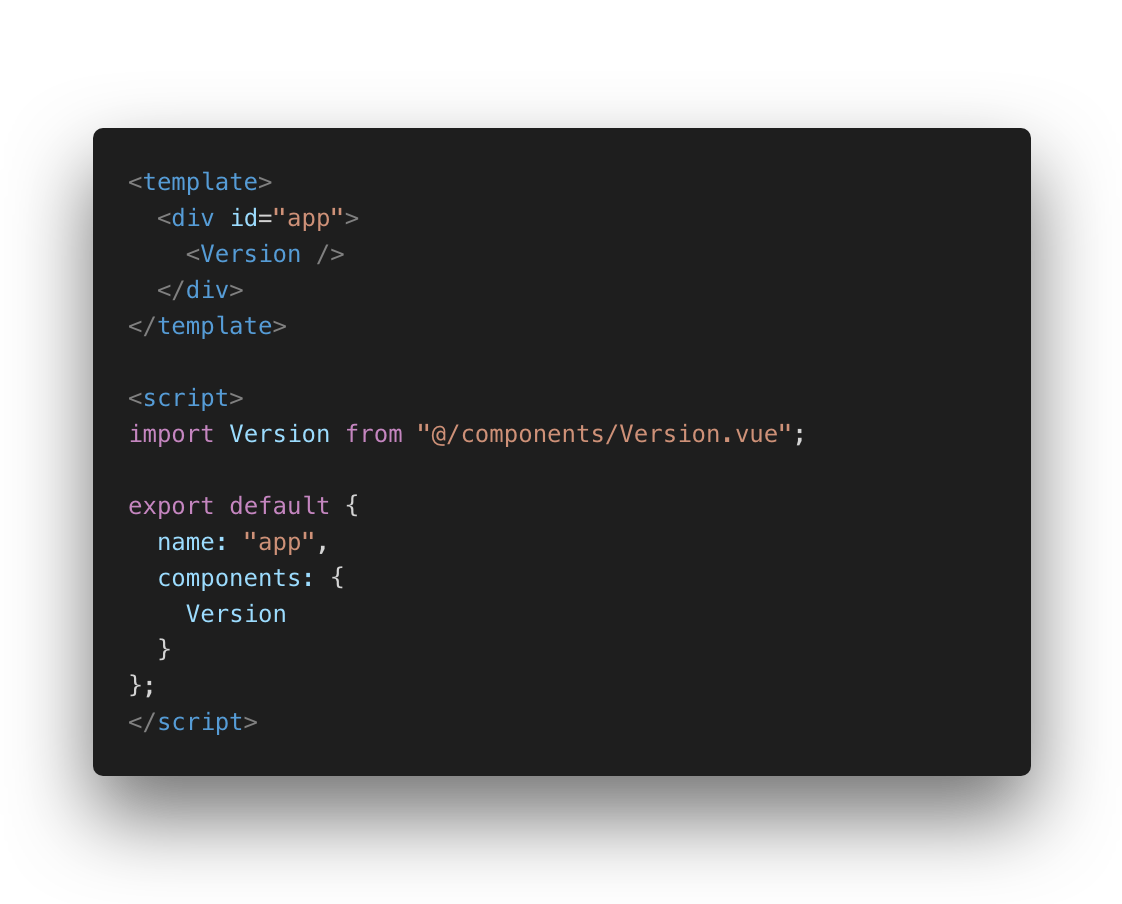 <template>
  <div id="app">
    <Version />
  </div>
</template>

<script>
import Version from "@/components/Version.vue";

export default {
  name: "app",
  components: {
    Version
  }
};
</script>